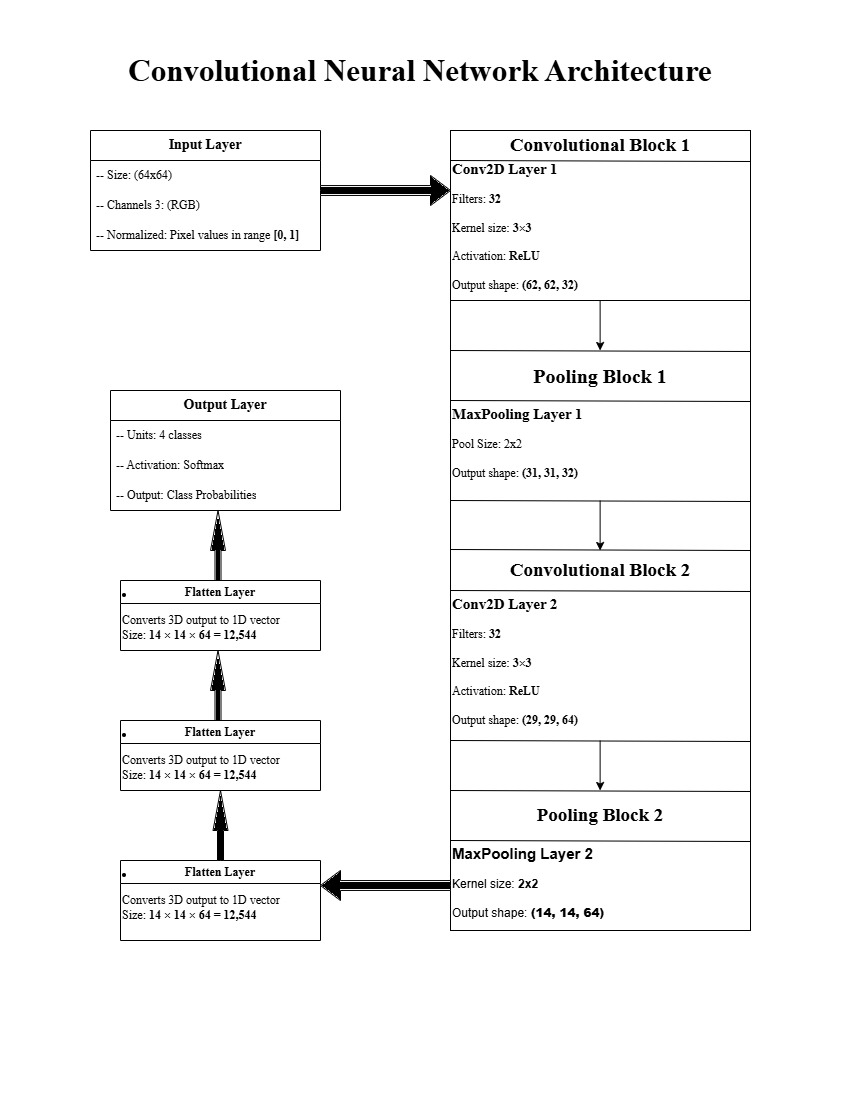 Convolutional Neural Network Architecture
Input Layer
-- Size: (64x64)
-- Channels 3: (RGB)
-- Normalized: Pixel values in range [0, 1]
Convolutional Block 1
Conv2D Layer 1
Filters: 32
Kernel size: 3×3
Activation: ReLU
Output shape: (62, 62, 32)
Pooling Block 1
MaxPooling Layer 1
Pool Size: 2x2
Output shape: (31, 31, 32)
Convolutional Block 2
Conv2D Layer 2
Filters: 32
Kernel size: 3×3
Activation: ReLU
Output shape: (29, 29, 64)
Pooling Block 2
MaxPooling Layer 2
Kernel size: 2x2
Output shape: (14, 14, 64)
Flatten Layer
Converts 3D output to 1D vector
Size: 14 × 14 × 64 = 12,544
Flatten Layer
Converts 3D output to 1D vector
Size: 14 × 14 × 64 = 12,544
Flatten Layer
Converts 3D output to 1D vector
Size: 14 × 14 × 64 = 12,544
Output Layer
-- Units: 4 classes
-- Activation: Softmax
-- Output: Class Probabilities